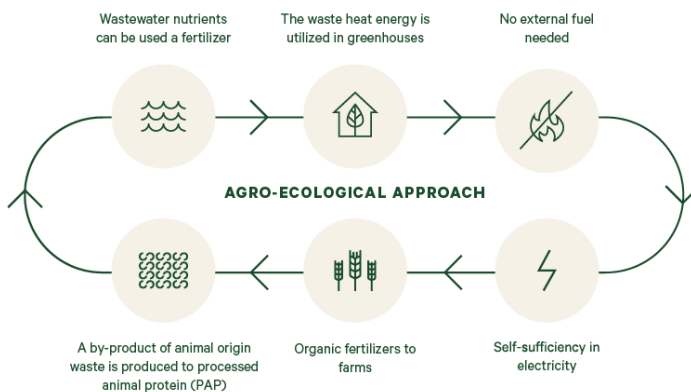 Wastewater nutrients
can be used a fertilizer
The waste heat energy is
utilized in greenhouses
No external fuel
needed
AGRO-ECOLOGICAL APPROACH
A by-product of animal origin
waste is produced to processed
animal protein (PAP)
Organic fertilizers to
farms
Self-sufficiency in
electricity